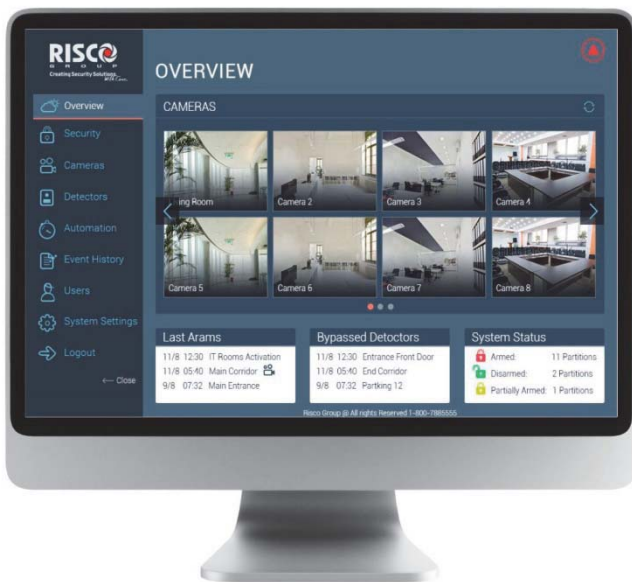 RISCO
GROUP
Creating Security Solutions
With Care.
OVERVIEW
Overview
Security
Cameras
Detectors
Automation
Event History
Users
System Settings
Logout
← Close
CAMERAS
ing Room
Camera 2
Camera 3
Camera 4
Camera 5
Camera 6
Camera 7
Camera 8
Last Arams
11/8 12:30 IT Rooms Activation
11/8 05:40 Main Corridor
9/8 07:32 Main Entrance
Bypassed Detoctors
11/8 12:30 Entrance Front Door
11/8 05:40 End Corridor
9/8 07:32 Partking 12
System Status
Armed: 11 Partitions
Disarmed: 2 Partitions
Partially Armed: 1 Partitions
Risco Group @ All rights Reserved 1-800-7885555